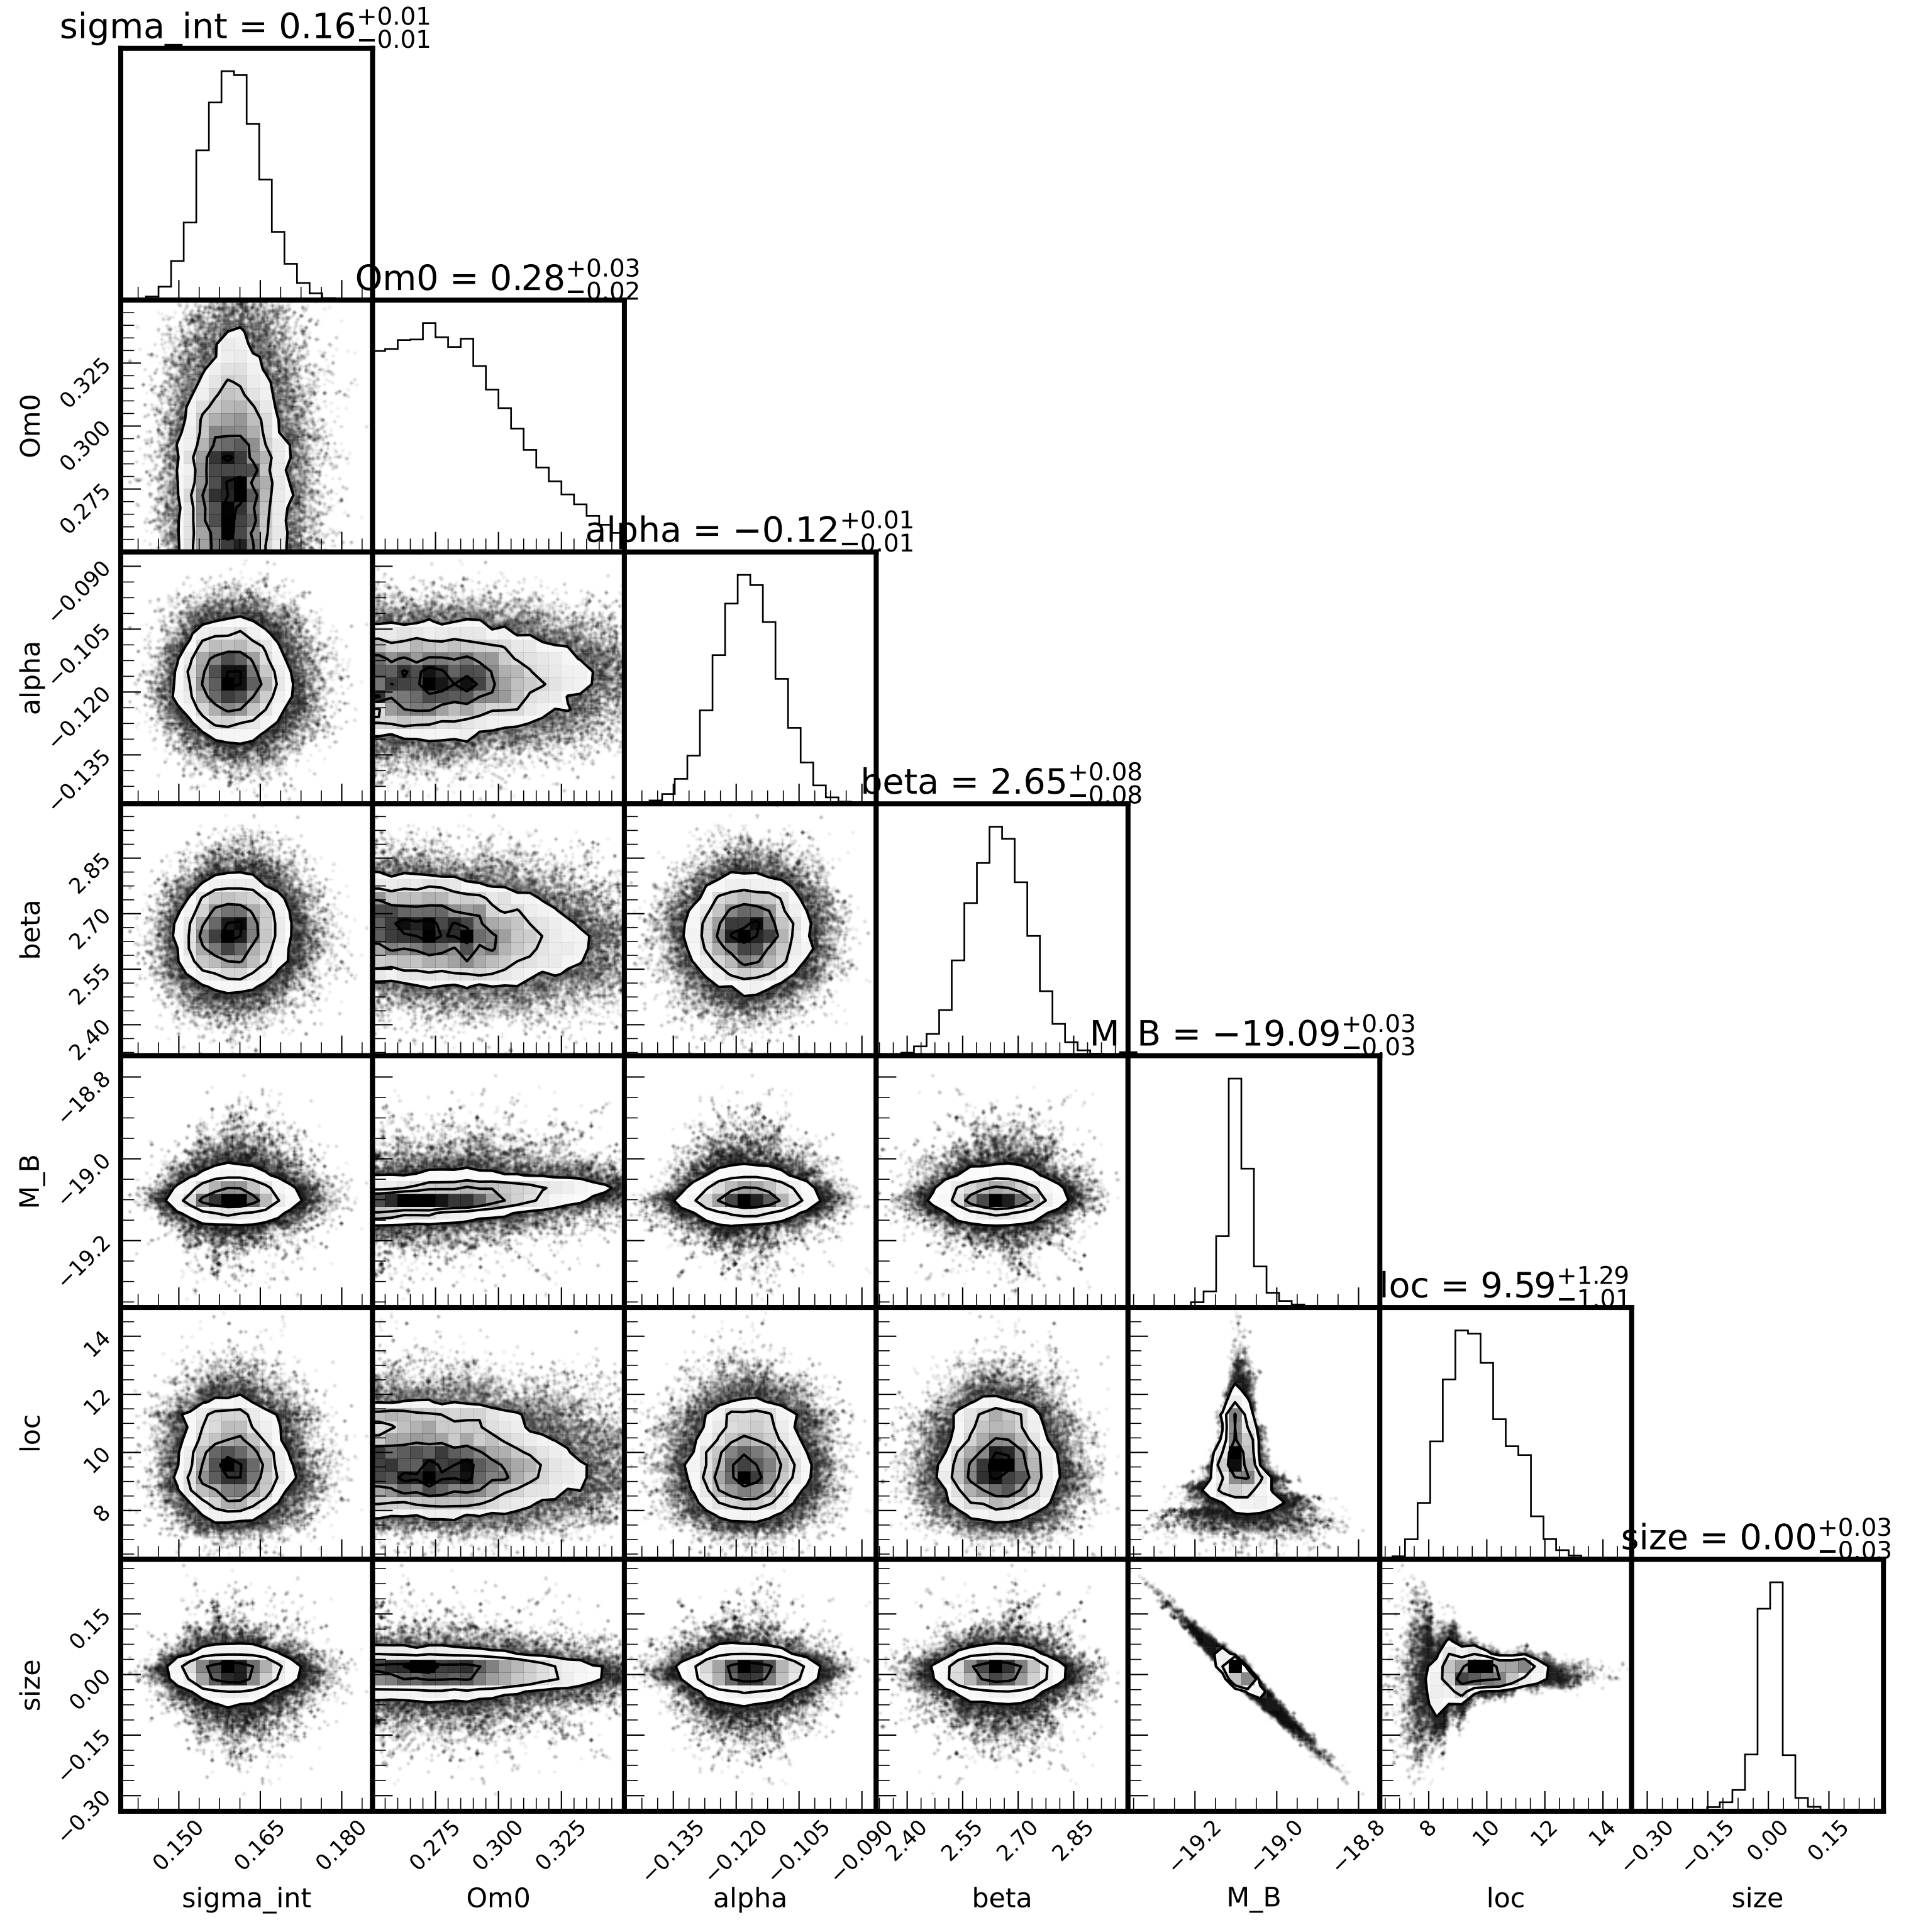 sigma_int = 0.16+0.01−0.01
Om0 = 0.28+0.03−0.02
Om0
0.325
0.300
0.275
alpha = −0.12+0.01−0.01
alpha
−0.090
−0.105
−0.120
−0.135
beta = 2.65+0.08−0.08
beta
2.85
2.70
2.55
2.40
M_B = −19.09+0.03−0.03
M_B
−18.8
−19.0
−19.2
loc = 9.59+1.29−1.01
loc
14
12
10
8
size = 0.00+0.03−0.03
size
0.15
0.00
−0.15
−0.30
0.150 0.165 0.180 0.275 0.300 0.325 −0.135 −0.120 −0.105 −0.090 2.40 2.55 2.70 2.85 −19.2 −19.0 −18.8 8 10 12 14 −0.30 −0.15 0.00 0.15
sigma_int Om0 alpha beta M_B loc size